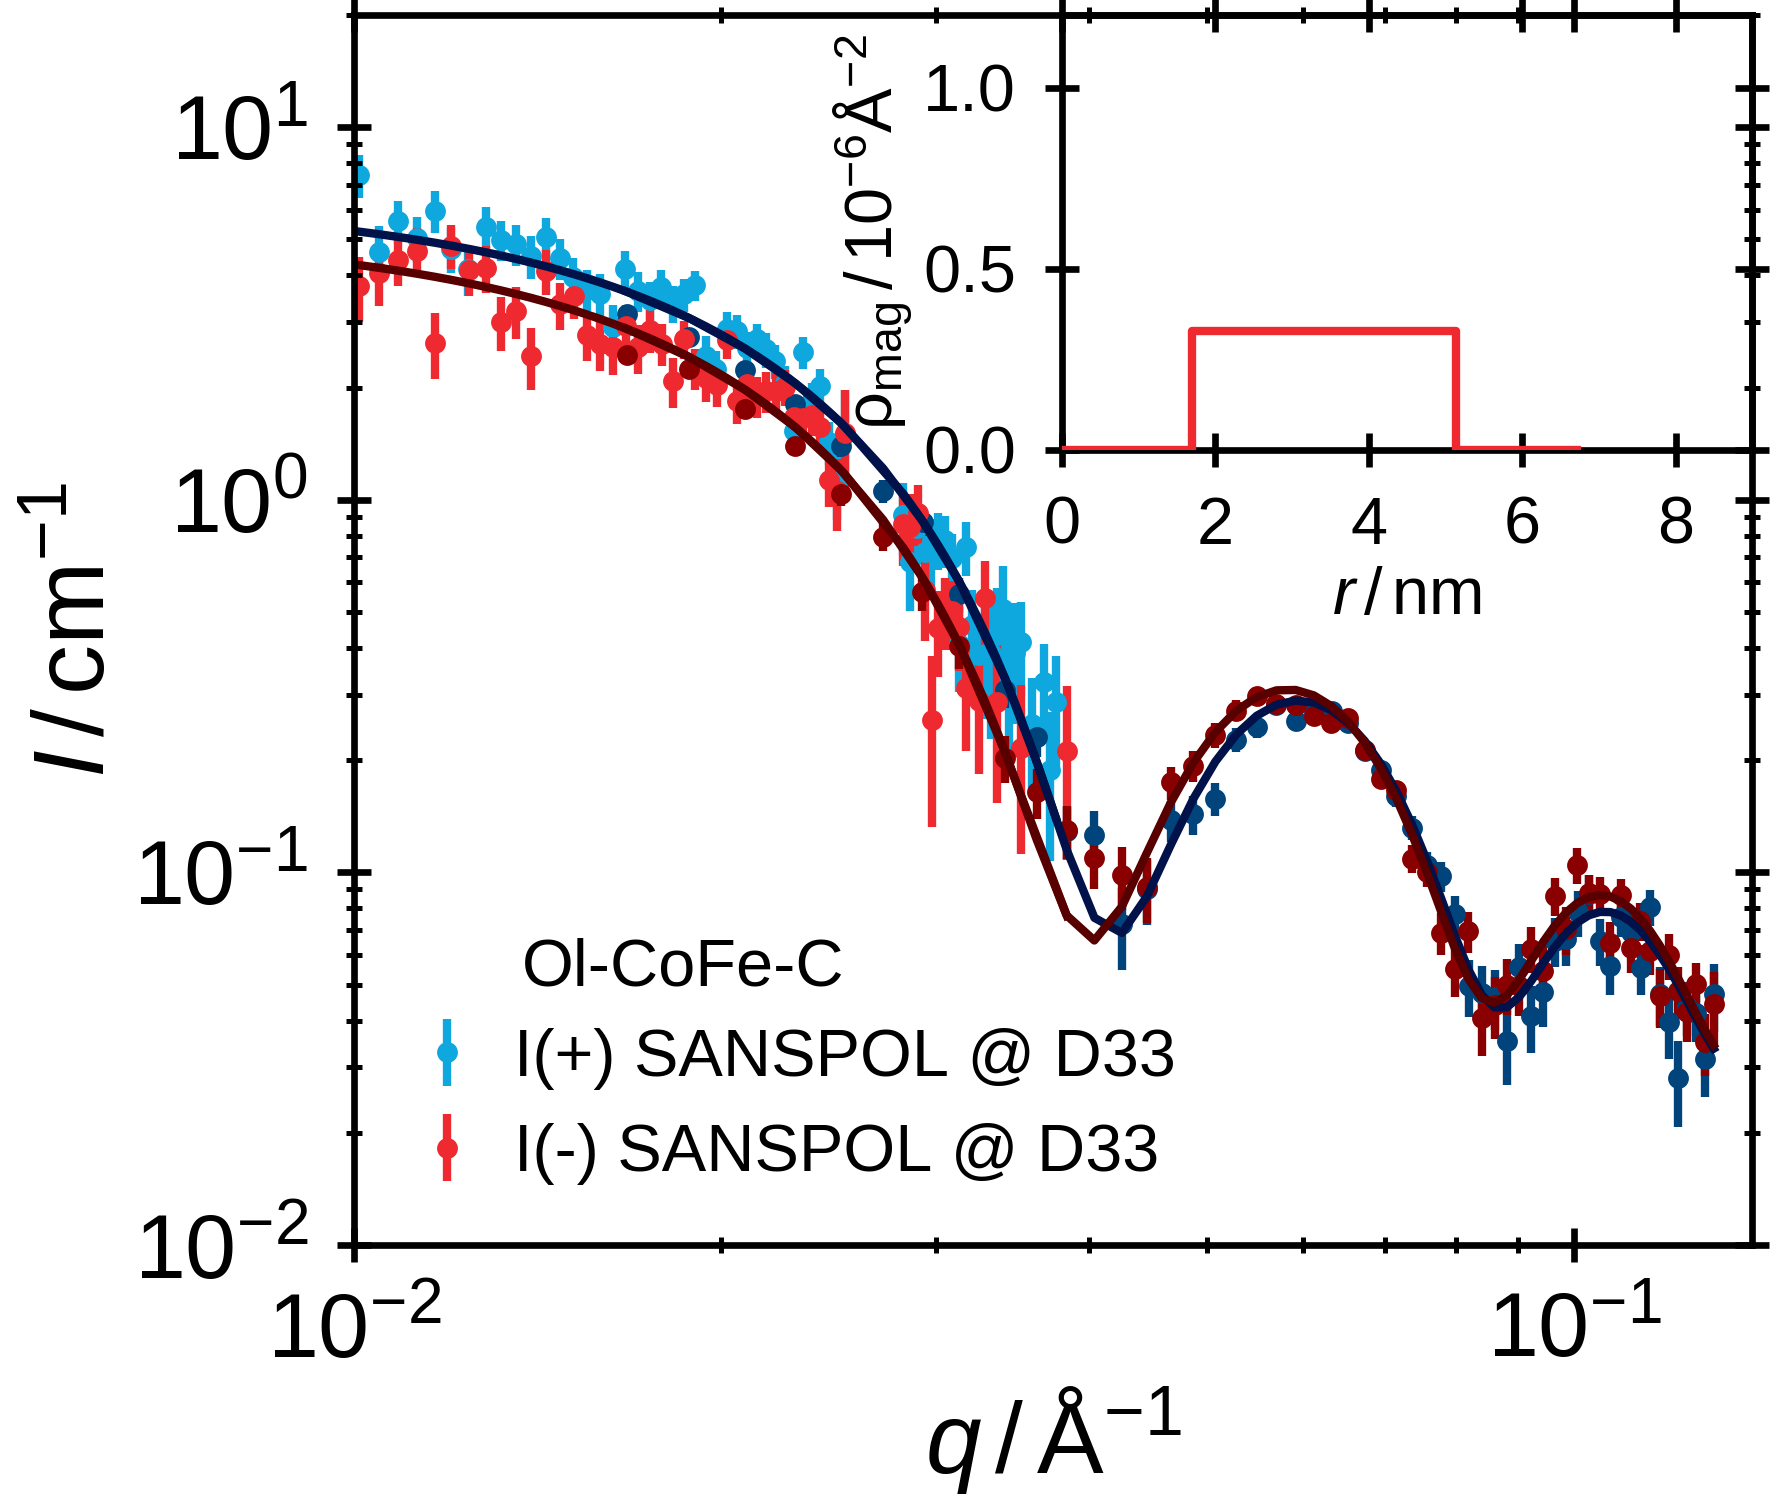 10¹
10⁰
10⁻¹
10⁻²
I / cm⁻¹
10⁻²
10⁻¹
q / Å⁻¹
ρmag / 10⁻⁶Å⁻²
1.0
0.5
0.0
0 2 4 6 8
r / nm
Ol-CoFe-C
I(+) SANSPOL @ D33
I(-) SANSPOL @ D33